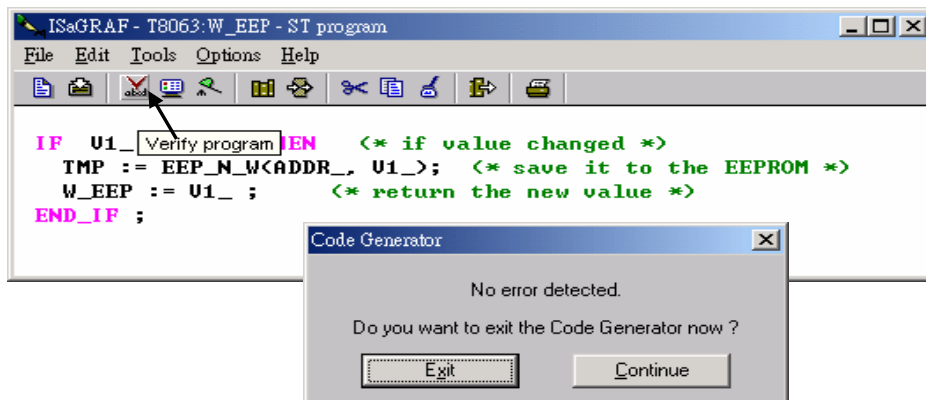 ISaGRAF - T8063:W_EEP - ST program
File Edit Tools Options Help
IF V1_ Verify program HEN (* if value changed *)
TMP := EEP_N_W(ADDR_, V1_); (* save it to the EEPROM *)
W_EEP := V1_ ; (* return the new value *)
END_IF ;
Code Generator
No error detected.
Do you want to exit the Code Generator now ?
Exit Continue